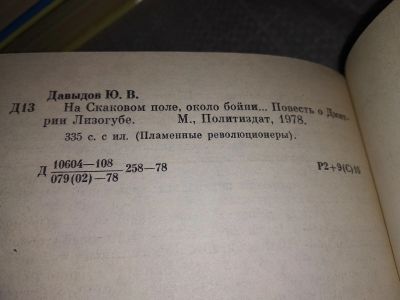 Давыдов Ю. В.
Д13 На Скаковом поле, около бойни... Повесть о Дмит-
рии Лизогубе. М., Политиздат, 1978.
335 с. с ил. (Пламенные революционеры).
Д 10604—108
079(02)—78 258—78 Р2+9(С)18